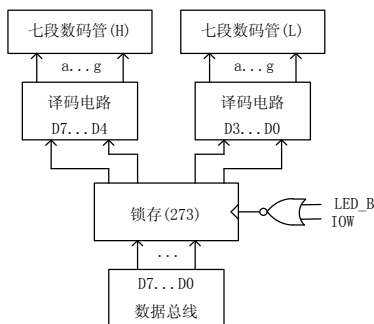 七段数码管(H)
七段数码管(L)
a...g
a...g
译码电路
D7...D4
译码电路
D3...D0
锁存(273)
LED_B
IOW
...
D7...D0
数据总线